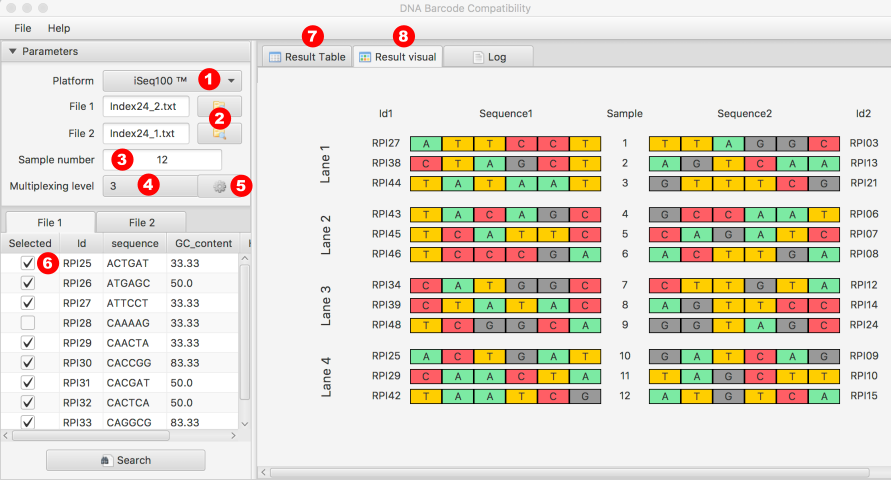 DNA Barcode Compatibility
File Help
7 8
Parameters
Result Table Result visual Log
Platform iSeq100 ™ 1
File 1 Index24_2.txt
2
File 2 Index24_1.txt
Sample number 3 12
Multiplexing level 3 4 5
File 1 File 2
Selected Id sequence GC_content
6 RPI25 ACTGAT 33.33
RPI26 ATGAGC 50.0
RPI27 ATTCCT 33.33
RPI28 CAAAAG 33.33
RPI29 CAACTA 33.33
RPI30 CACCGG 83.33
RPI31 CACGAT 50.0
RPI32 CACTCA 50.0
RPI33 CAGGCG 83.33
Search
Id1 Sequence1 Sample Sequence2 Id2
Lane 1
RPI27 A T T C C T 1 T T A G G C RPI03
RPI38 C T A G C T 2 A G T C A A RPI13
RPI44 T A T A A T 3 G T T T C G RPI21
Lane 2
RPI43 T A C A G C 4 G C C A A T RPI06
RPI45 T C A T T C 5 C A G A T C RPI07
RPI46 T C C C G A 6 A C T T G A RPI08
Lane 3
RPI34 C A T G G C 7 C T T G T A RPI12
RPI39 C T A T A C 8 A G T T C C RPI14
RPI48 T C G G C A 9 G G T A G C RPI24
Lane 4
RPI25 A C T G A T 10 G A T C A G RPI09
RPI29 C A A C T A 11 T A G C T T RPI10
RPI42 T A A T C G 12 A T G T C A RPI15